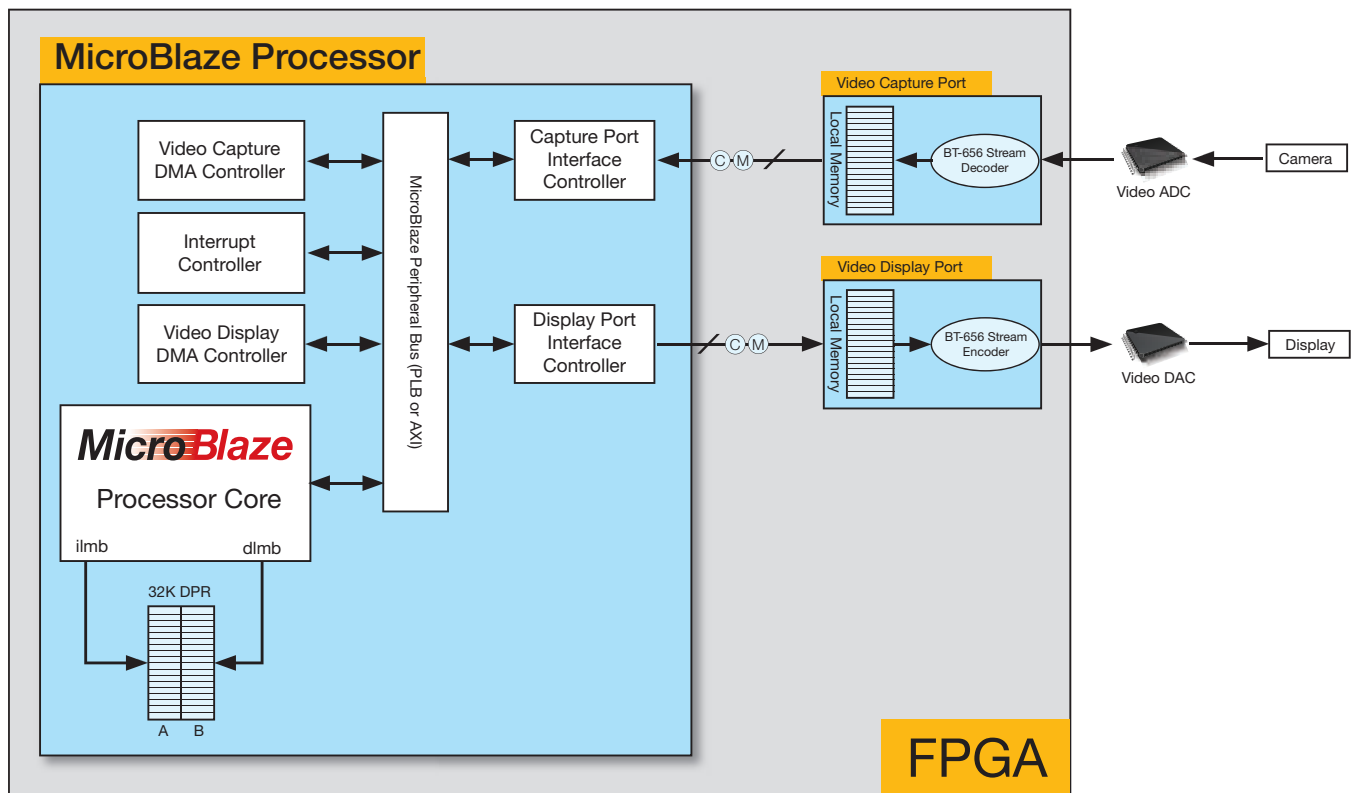 MicroBlaze Processor
Video Capture
DMA Controller
Interrupt
Controller
Video Display
DMA Controller
MicroBlaze
Processor Core
ilmb
dlmb
32K DPR
A
B
MicroBlaze Peripheral Bus (PLB or AXI)
Capture Port
Interface
Controller
Display Port
Interface
Controller
C
M
C
M
Video Capture Port
Local Memory
BT-656 Stream
Decoder
Video ADC
Camera
Video Display Port
Local Memory
BT-656 Stream
Encoder
Video DAC
Display
FPGA